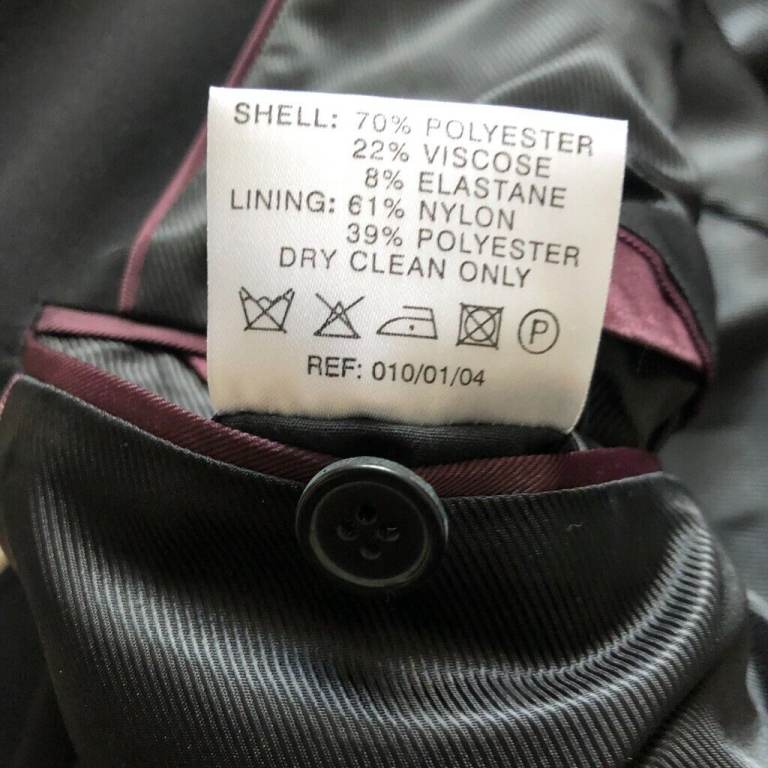 SHELL: 70% POLYESTER
22% VISCOSE
8% ELASTANE
LINING: 61% NYLON
39% POLYESTER
DRY CLEAN ONLY
P
REF: 010/01/04